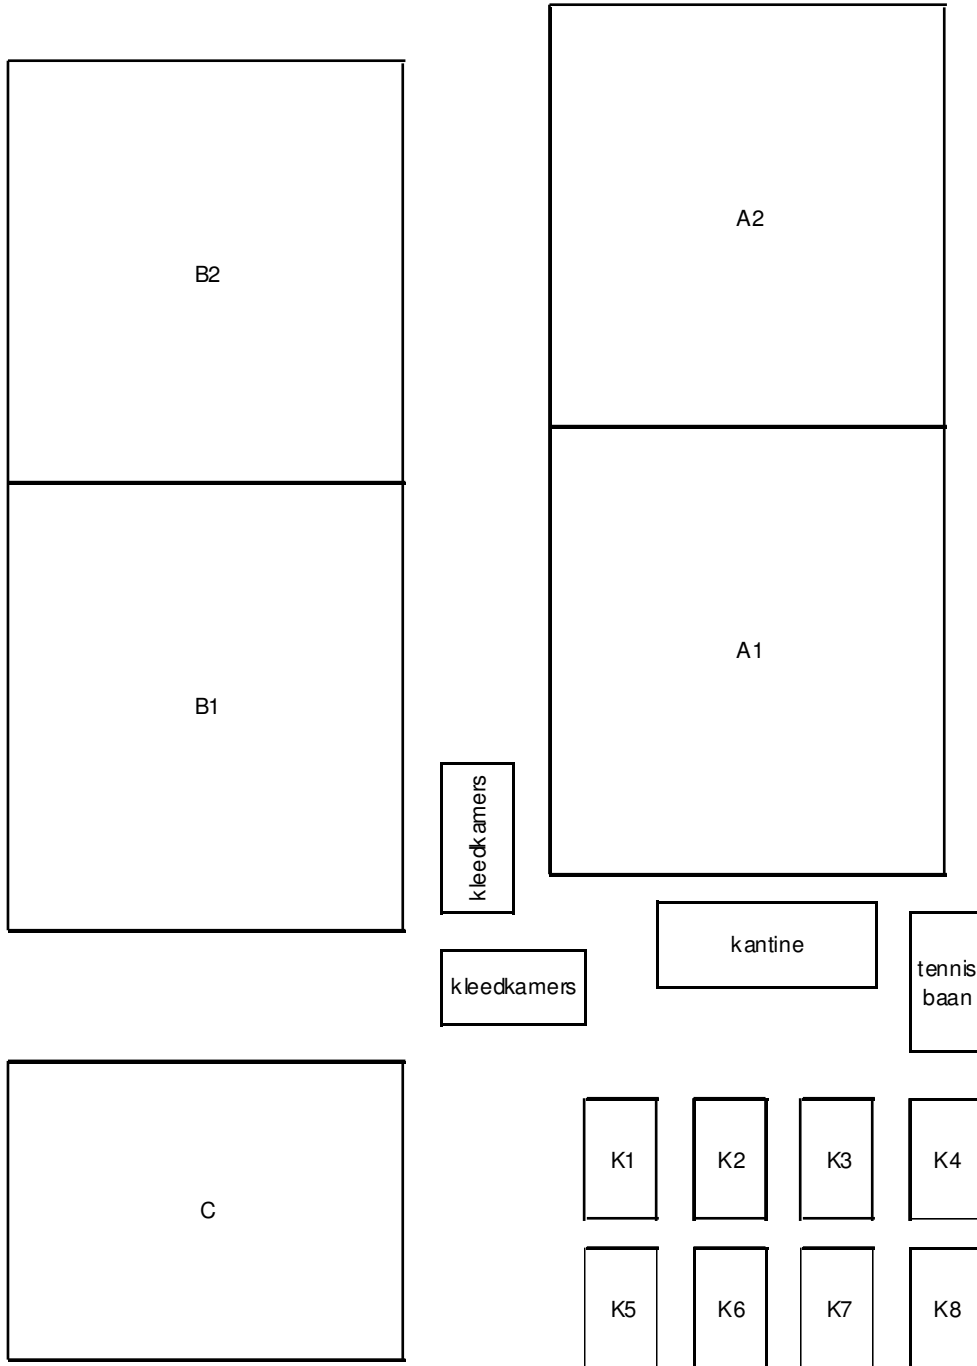 A2
B2
A1
B1
kleedkamers
kantine
tennis
baan
kleedkamers
K1 K2 K3 K4
C
K5 K6 K7 K8